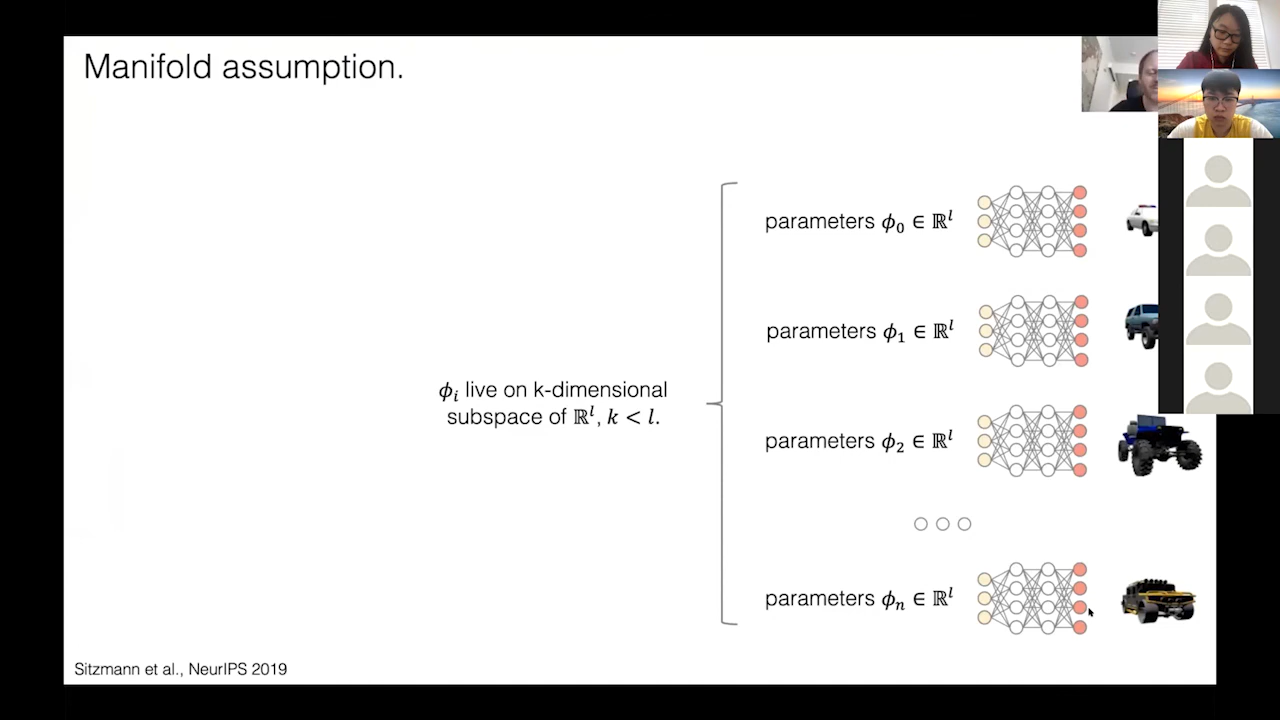 Manifold assumption.
parameters ϕ₀ ∈ ℝˡ
parameters ϕ₁ ∈ ℝˡ
ϕᵢ live on k-dimensional
subspace of ℝˡ, k < l.
parameters ϕ₂ ∈ ℝˡ
parameters ϕₙ ∈ ℝˡ
Sitzmann et al., NeurIPS 2019